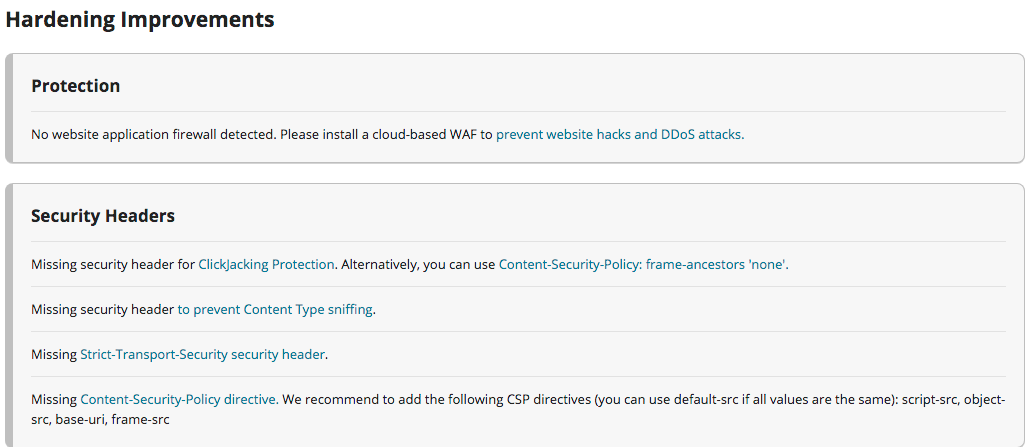 Hardening Improvements
Protection
No website application firewall detected. Please install a cloud-based WAF to prevent website hacks and DDoS attacks.
Security Headers
Missing security header for ClickJacking Protection. Alternatively, you can use Content-Security-Policy: frame-ancestors 'none'.
Missing security header to prevent Content Type sniffing.
Missing Strict-Transport-Security security header.
Missing Content-Security-Policy directive. We recommend to add the following CSP directives (you can use default-src if all values are the same): script-src, object-
src, base-uri, frame-src